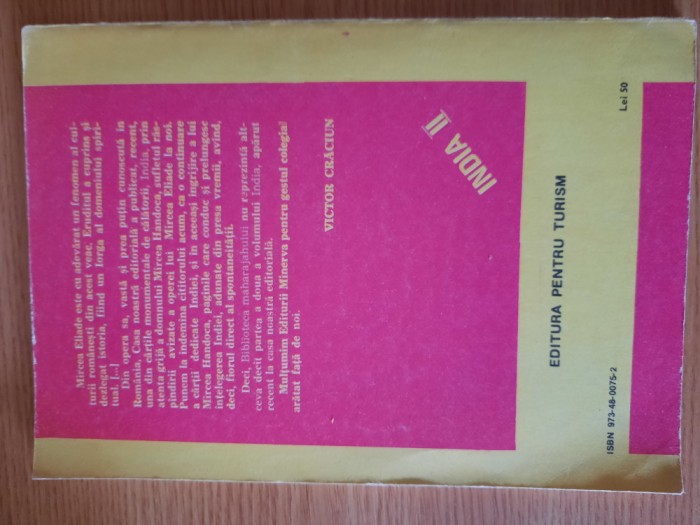 Mircea Eliade este cu adevărat un fenomen al cul-
turii românești din acest veac. Eruditul a cuprins și
dezlegat istoria, fiind un Iorga al domeniului spiri-
tual. [...]
Din opera sa, vastă și prea puțin cunoscută în
România, Casa noastră editorială a publicat, recent,
una din cărțile monumentale de călătorii, India, prin
atenta grijă a domnului Mircea Handoca, sufletul răs-
pîndirii avizate a operei lui Mircea Eliade la noi.
Punem la îndemîna cititorului acum, ca o continuare
a cărții dedicate Indiei, și în aceeași îngrijire a lui
Mircea Handoca, paginile care conduc și prelungesc
înțelegerea Indiei, adunate din presa vremii, avînd,
deci, fiorul direct al spontaneității.
Deci, Biblioteca maharajahului nu reprezintă alt-
ceva decît partea a doua a volumului India, apărut
recent la casa noastră editorială.
Mulțumim Editurii Minerva pentru gestul colegial
arătat față de noi.
VICTOR CRĂCIUN
INDIA II
EDITURA PENTRU TURISM
ISBN 973-48-0075-2
Lei 50